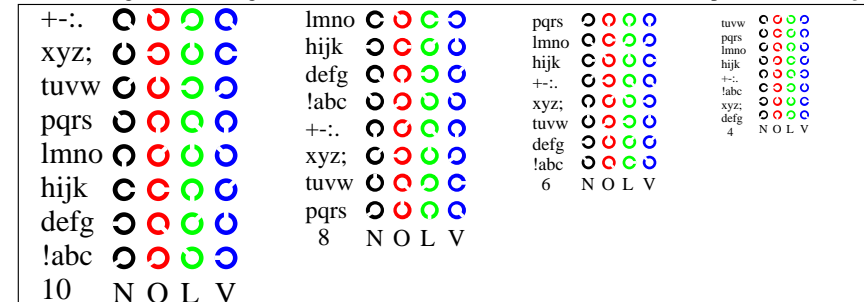 +-:.
xyz;
tuvw
pqrs
lmno
hijk
defg
!abc
10 N O L V
lmno
hijk
defg
!abc
+-:.
xyz;
tuvw
pqrs
8 N O L V
pqrs
lmno
hijk
+-:.
xyz;
tuvw
defg
!abc
6 N O L V
tuvw
pqrs
lmno
hijk
+-:.
!abc
xyz;
defg
4 N O L V